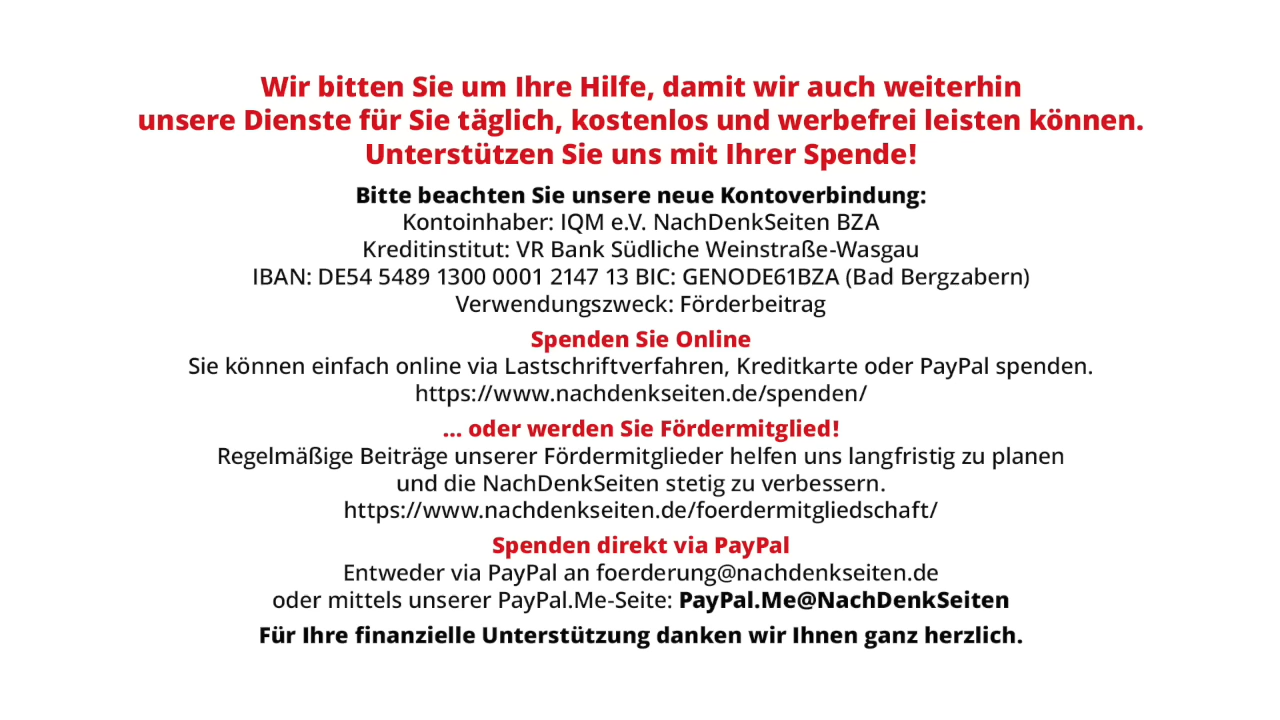 Wir bitten Sie um Ihre Hilfe, damit wir auch weiterhin
unsere Dienste für Sie täglich, kostenlos und werbefrei leisten können.
Unterstützen Sie uns mit Ihrer Spende!
Bitte beachten Sie unsere neue Kontoverbindung:
Kontoinhaber: IQM e.V. NachDenkSeiten BZA
Kreditinstitut: VR Bank Südliche Weinstraße-Wasgau
IBAN: DE54 5489 1300 0001 2147 13 BIC: GENODE61BZA (Bad Bergzabern)
Verwendungszweck: Förderbeitrag
Spenden Sie Online
Sie können einfach online via Lastschriftverfahren, Kreditkarte oder PayPal spenden.
https://www.nachdenkseiten.de/spenden/
... oder werden Sie Fördermitglied!
Regelmäßige Beiträge unserer Fördermitglieder helfen uns langfristig zu planen
und die NachDenkSeiten stetig zu verbessern.
https://www.nachdenkseiten.de/foerdermitgliedschaft/
Spenden direkt via PayPal
Entweder via PayPal an foerderung@nachdenkseiten.de
oder mittels unserer PayPal.Me-Seite: PayPal.Me@NachDenkSeiten
Für Ihre finanzielle Unterstützung danken wir Ihnen ganz herzlich.